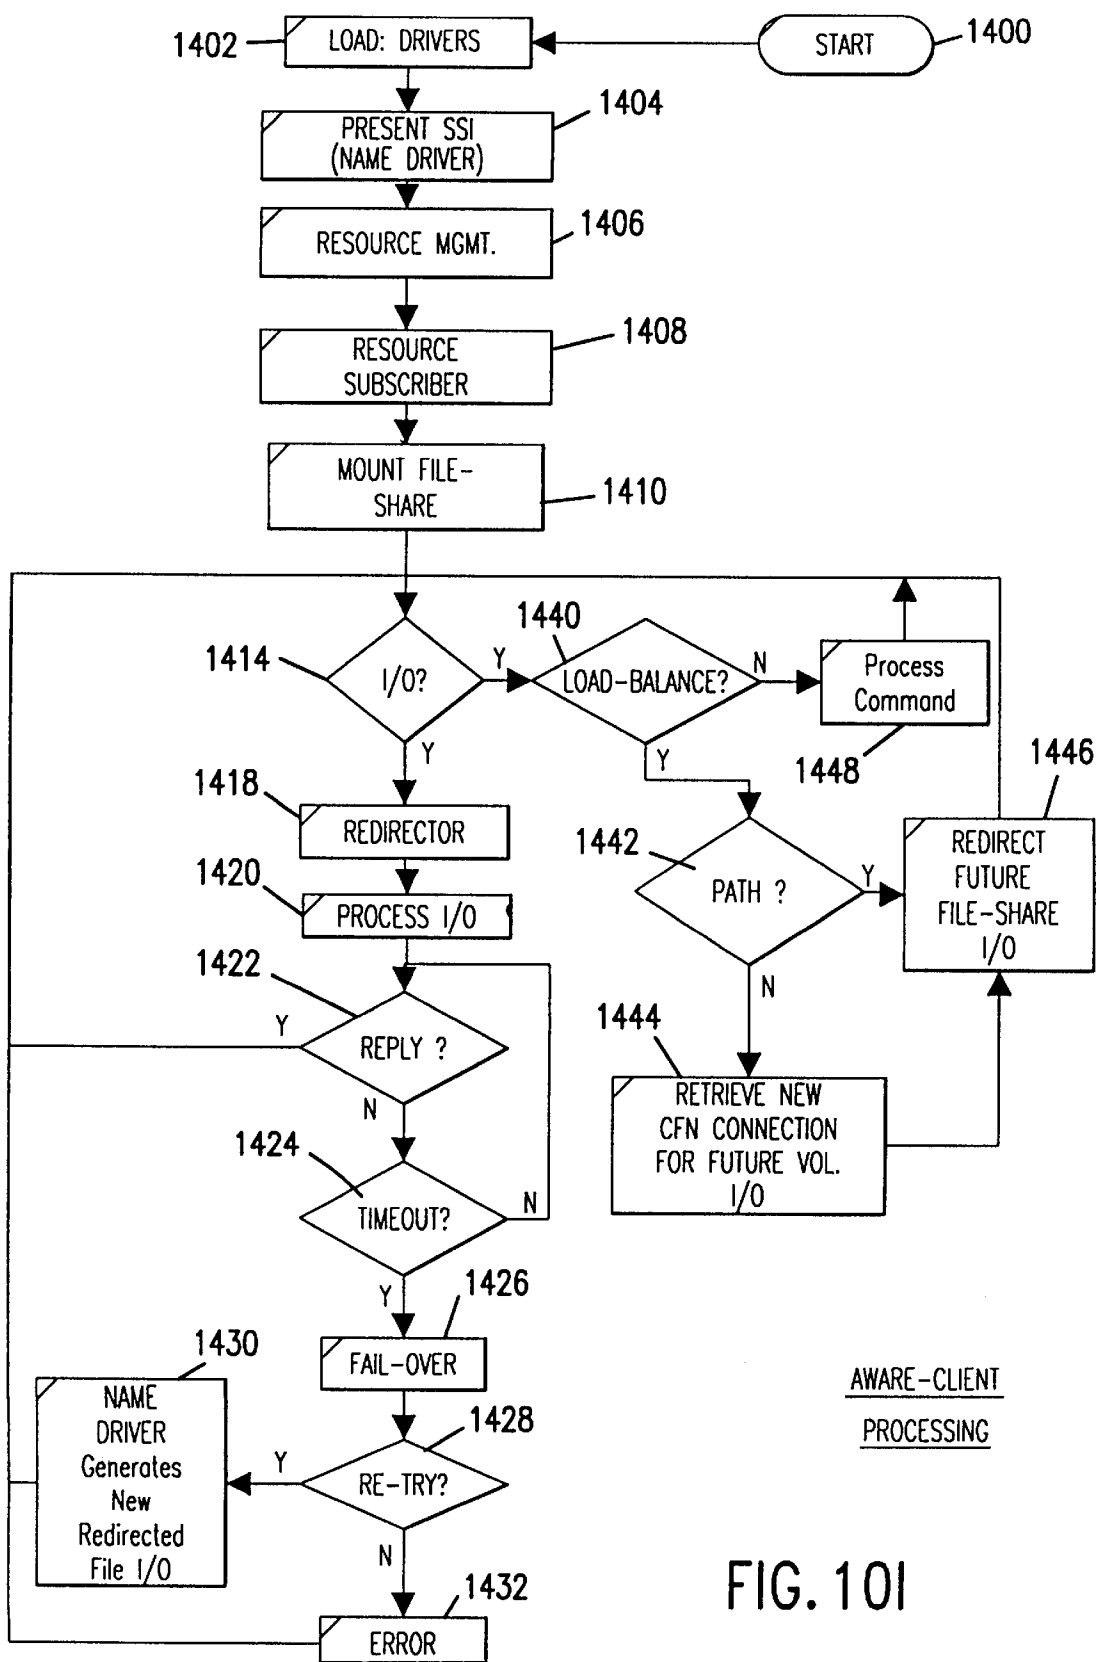 1402
LOAD: DRIVERS
START
1400
1404
PRESENT SSI
(NAME DRIVER)
RESOURCE MGMT.
1406
1408
RESOURCE
SUBSCRIBER
MOUNT FILE-
SHARE
1410
1414
I/O?
Y
1440
LOAD-BALANCE?
N
Process
Command
1448
Y
Y
1446
1418
REDIRECTOR
1442
PATH ?
Y
REDIRECT
FUTURE
FILE-SHARE
I/O
1420
PROCESS I/O
N
1422
Y
REPLY ?
N
1444
RETRIEVE NEW
CFN CONNECTION
FOR FUTURE VOL.
I/O
1424
TIMEOUT?
N
Y
1426
FAIL-OVER
1430
NAME
DRIVER
Generates
New
Redirected
File I/O
1428
Y
RE-TRY?
N
1432
ERROR
AWARE-CLIENT
PROCESSING
FIG. 10I